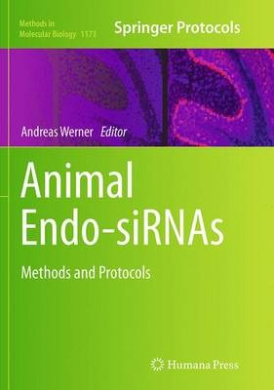 Methods in
Molecular Biology 1173
Springer Protocols
Andreas Werner Editor
Animal
Endo-siRNAs
Methods and Protocols
Humana Press